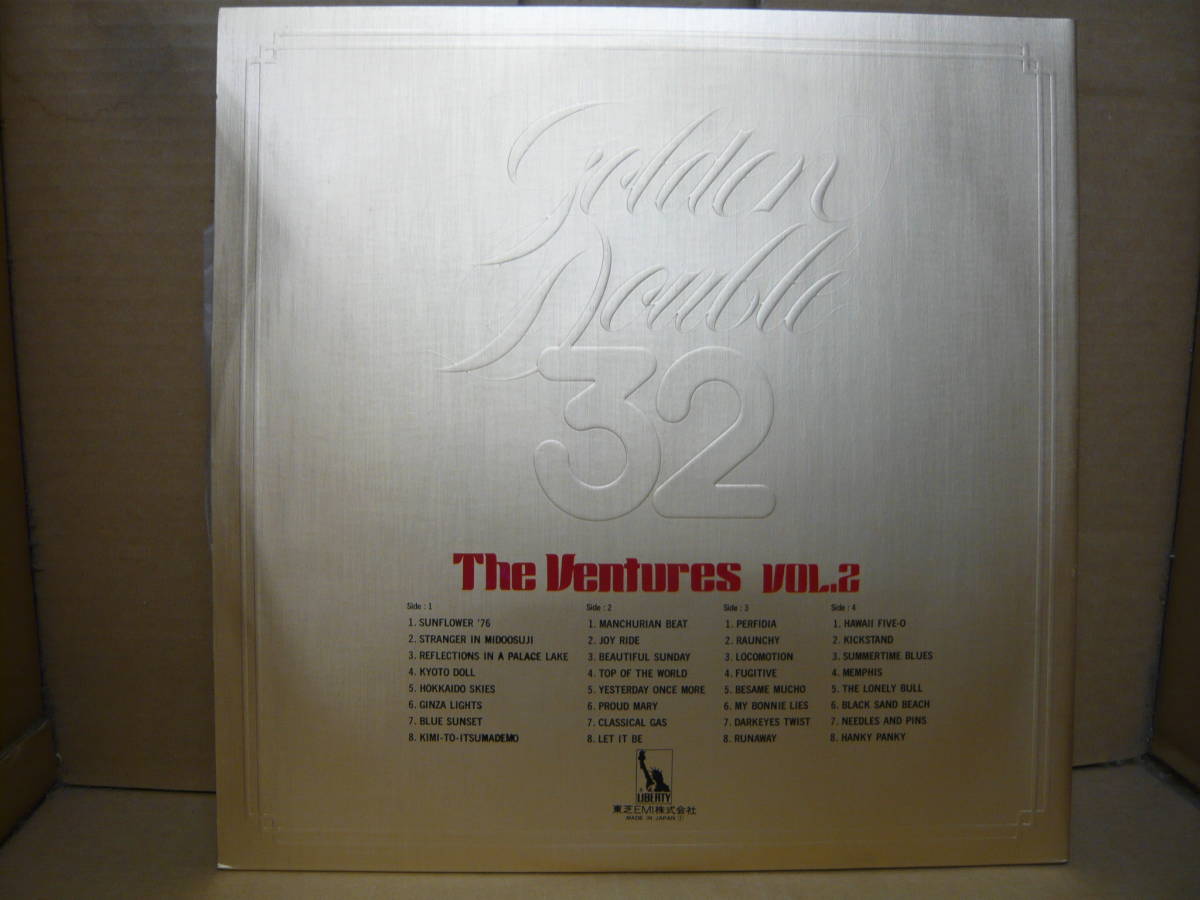 Golden
Double
32
The Ventures VOL.2
Side : 1
1. SUNFLOWER '76
2. STRANGER IN MIDOOSUJI
3. REFLECTIONS IN A PALACE LAKE
4. KYOTO DOLL
5. HOKKAIDO SKIES
6. GINZA LIGHTS
7. BLUE SUNSET
8. KIMI-TO-ITSUMADEMO
Side : 2
1. MANCHURIAN BEAT
2. JOY RIDE
3. BEAUTIFUL SUNDAY
4. TOP OF THE WORLD
5. YESTERDAY ONCE MORE
6. PROUD MARY
7. CLASSICAL GAS
8. LET IT BE
Side : 3
1. PERFIDIA
2. RAUNCHY
3. LOCOMOTION
4. FUGITIVE
5. BESAME MUCHO
6. MY BONNIE LIES
7. DARKEYES TWIST
8. RUNAWAY
Side : 4
1. HAWAII FIVE-O
2. KICKSTAND
3. SUMMERTIME BLUES
4. MEMPHIS
5. THE LONELY BULL
6. BLACK SAND BEACH
7. NEEDLES AND PINS
8. HANKY PANKY
LIBERTY
東芝EMI株式会社
MADE IN JAPAN